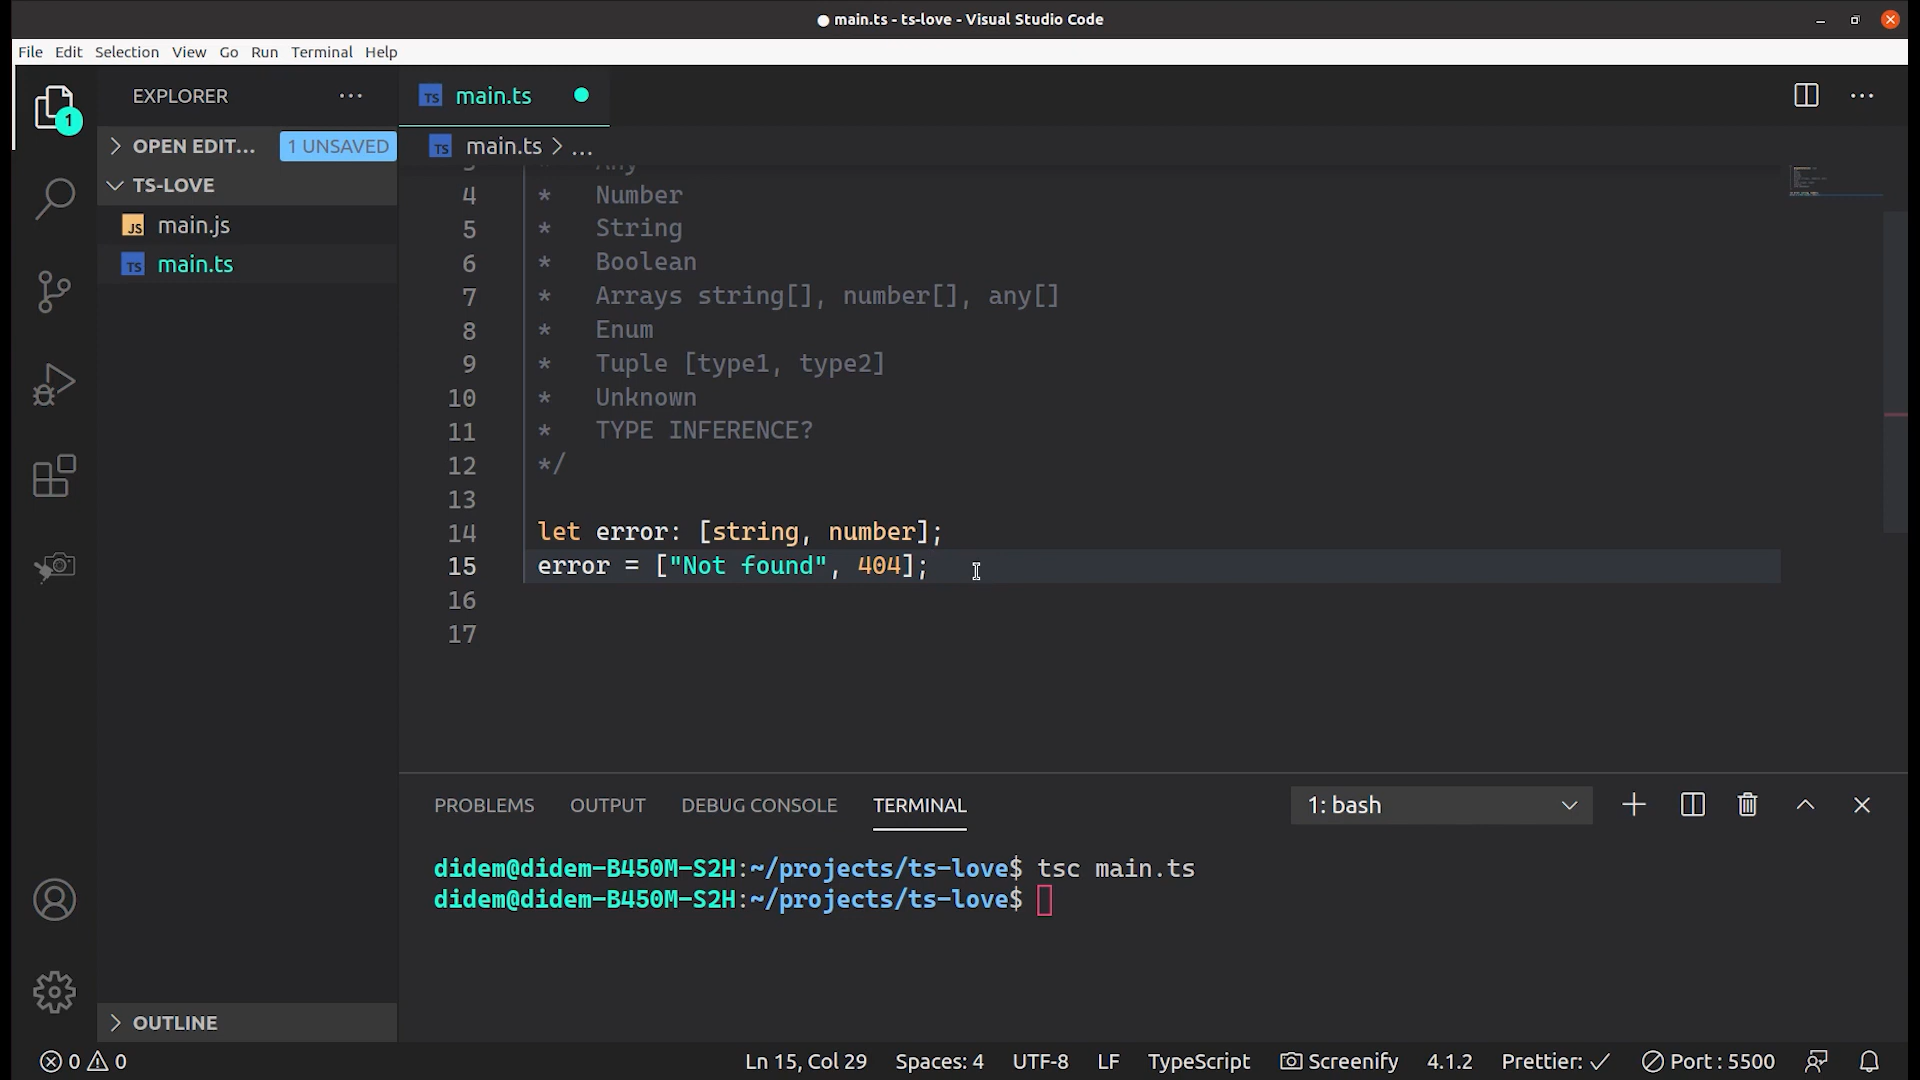 main.ts - ts-love - Visual Studio Code
File Edit Selection View Go Run Terminal Help
EXPLORER
main.ts
OPEN EDIT... 1 UNSAVED
main.ts > ...
TS-LOVE
JS main.js
TS main.ts
4 * Number
5 * String
6 * Boolean
7 * Arrays string[], number[], any[]
8 * Enum
9 * Tuple [type1, type2]
10 * Unknown
11 * TYPE INFERENCE?
12 */
13
14 let error: [string, number];
15 error = ["Not found", 404];
16
17
PROBLEMS OUTPUT DEBUG CONSOLE TERMINAL 1: bash
didem@didem-B450M-S2H:~/projects/ts-love$ tsc main.ts
didem@didem-B450M-S2H:~/projects/ts-love$
OUTLINE
0 0 Ln 15, Col 29 Spaces: 4 UTF-8 LF TypeScript Screenify 4.1.2 Prettier: ✓ Port : 5500